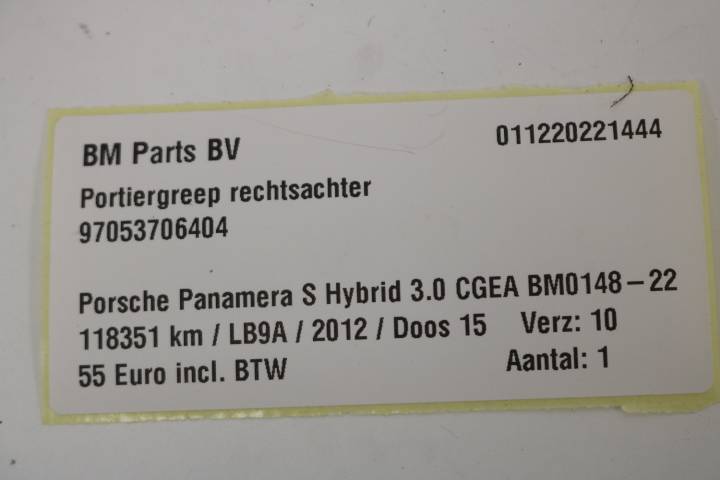 BM Parts BV 011220221444
Portiergreep rechtsachter
97053706404
Porsche Panamera S Hybrid 3.0 CGEA BM0148-22
118351 km / LB9A / 2012 / Doos 15 Verz: 10
55 Euro incl. BTW Aantal: 1